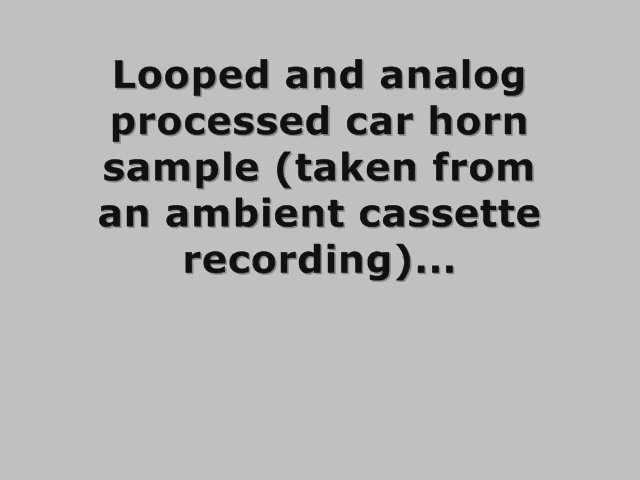 Looped and analog
processed car horn
sample (taken from
an ambient cassette
recording)...